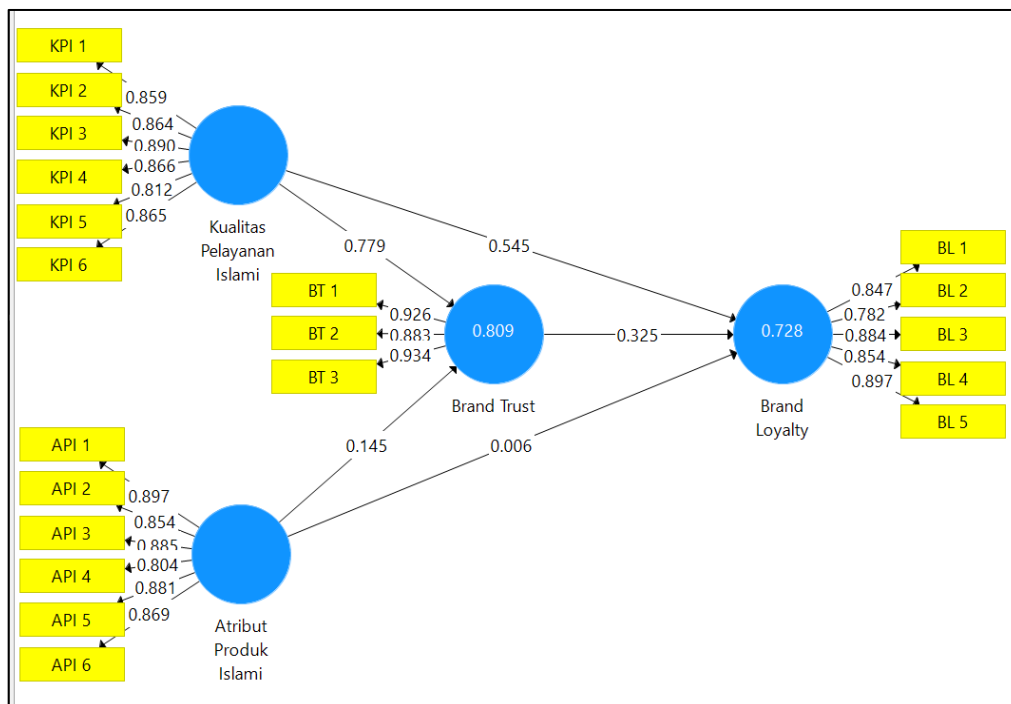 KPI 1
KPI 2
KPI 3
KPI 4
KPI 5
KPI 6
0.859
0.864
0.890
0.866
0.812
0.865
Kualitas
Pelayanan
Islami
0.779
0.545
BT 1
BT 2
BT 3
0.926
0.883
0.934
0.809
Brand Trust
0.325
0.728
Brand
Loyalty
0.847
0.782
0.884
0.854
0.897
BL 1
BL 2
BL 3
BL 4
BL 5
0.145
0.006
API 1
API 2
API 3
API 4
API 5
API 6
0.897
0.854
0.885
0.804
0.881
0.869
Atribut
Produk
Islami